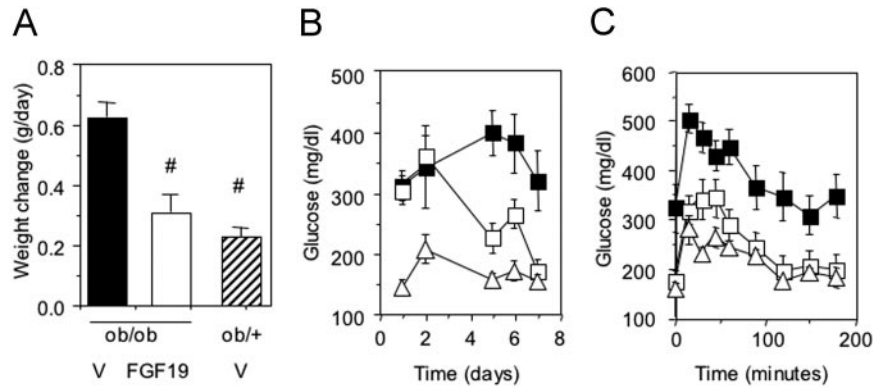 A
Weight change (g/day)
0.8
0.6
0.4
0.2
0.0
#
#
ob/ob ob/+
V FGF19 V
B
Glucose (mg/dl)
500
400
300
200
100
0 2 4 6 8
Time (days)
C
Glucose (mg/dl)
600
500
400
300
200
100
0 100 200
Time (minutes)